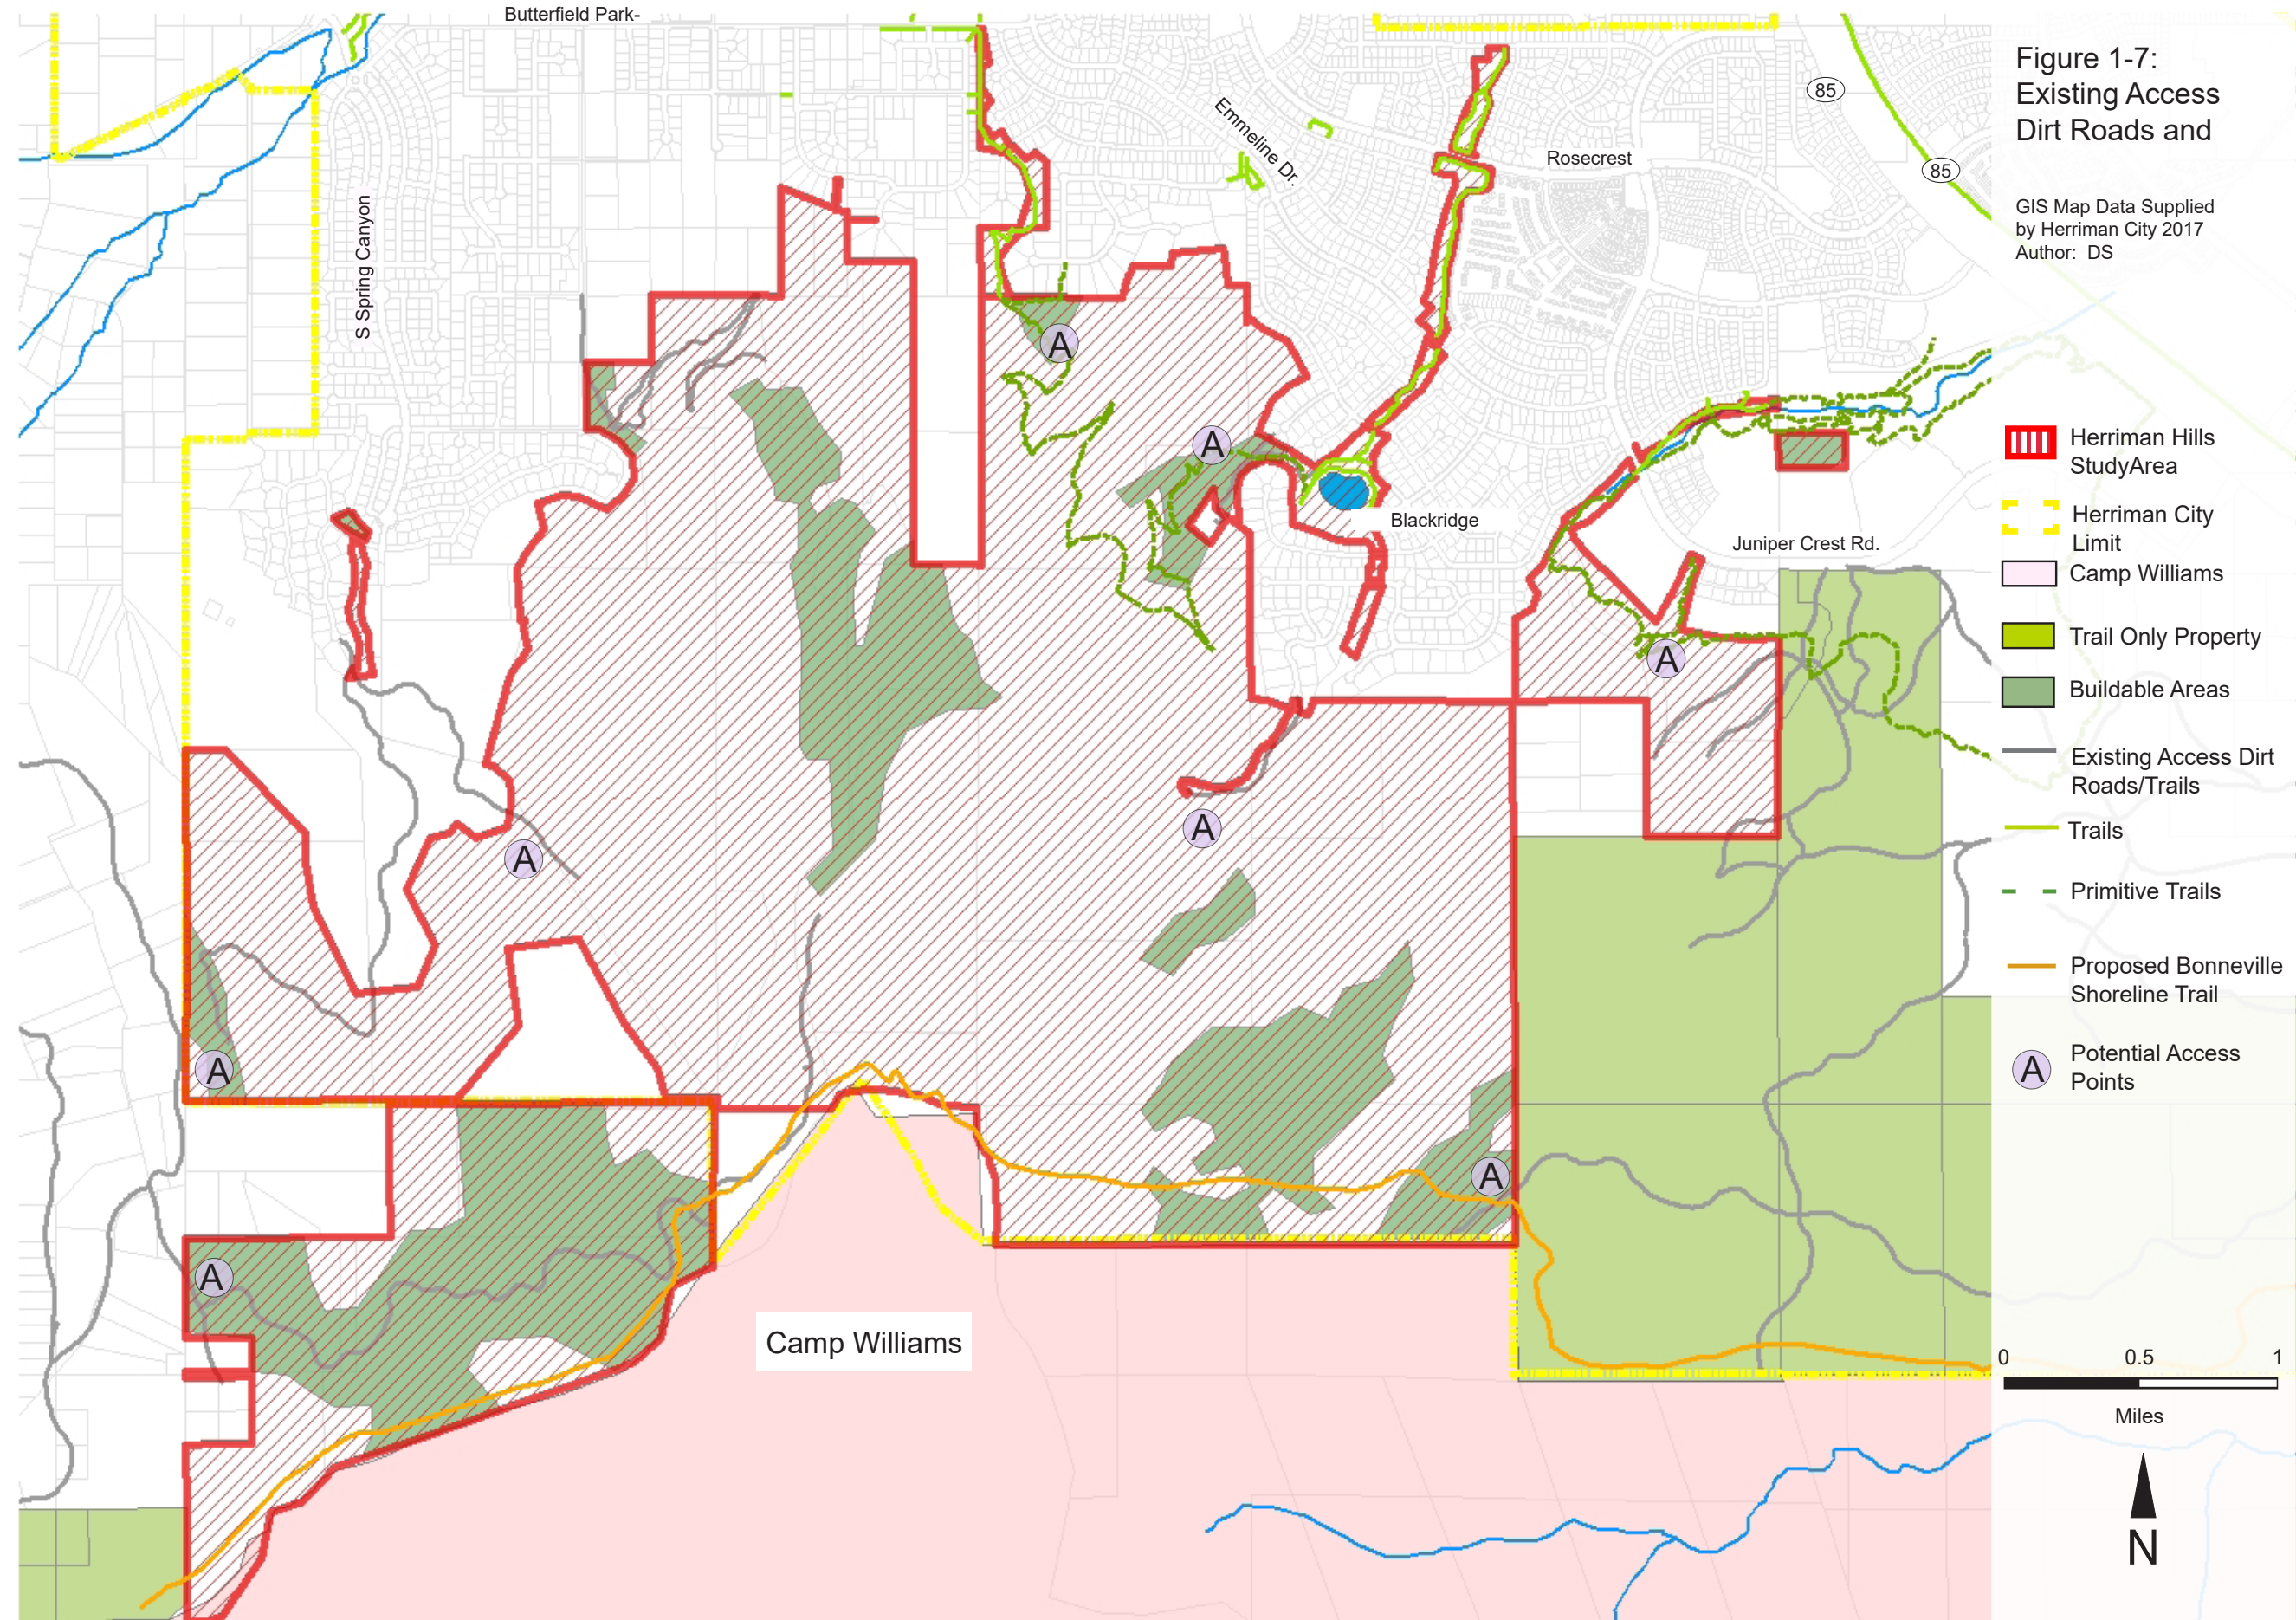 Butterfield Park-
Figure 1-7:
Existing Access
Dirt Roads and
85
85
Emmeline Dr.
Rosecrest
GIS Map Data Supplied
by Herriman City 2017
Author: DS
S Spring Canyon
A
A
Blackridge
Juniper Crest Rd.
A
A
A
A
A
A
Camp Williams
Herriman Hills
StudyArea
Herriman City
Limit
Camp Williams
Trail Only Property
Buildable Areas
Existing Access Dirt
Roads/Trails
Trails
Primitive Trails
Proposed Bonneville
Shoreline Trail
A
Potential Access
Points
0 0.5 1
Miles
N